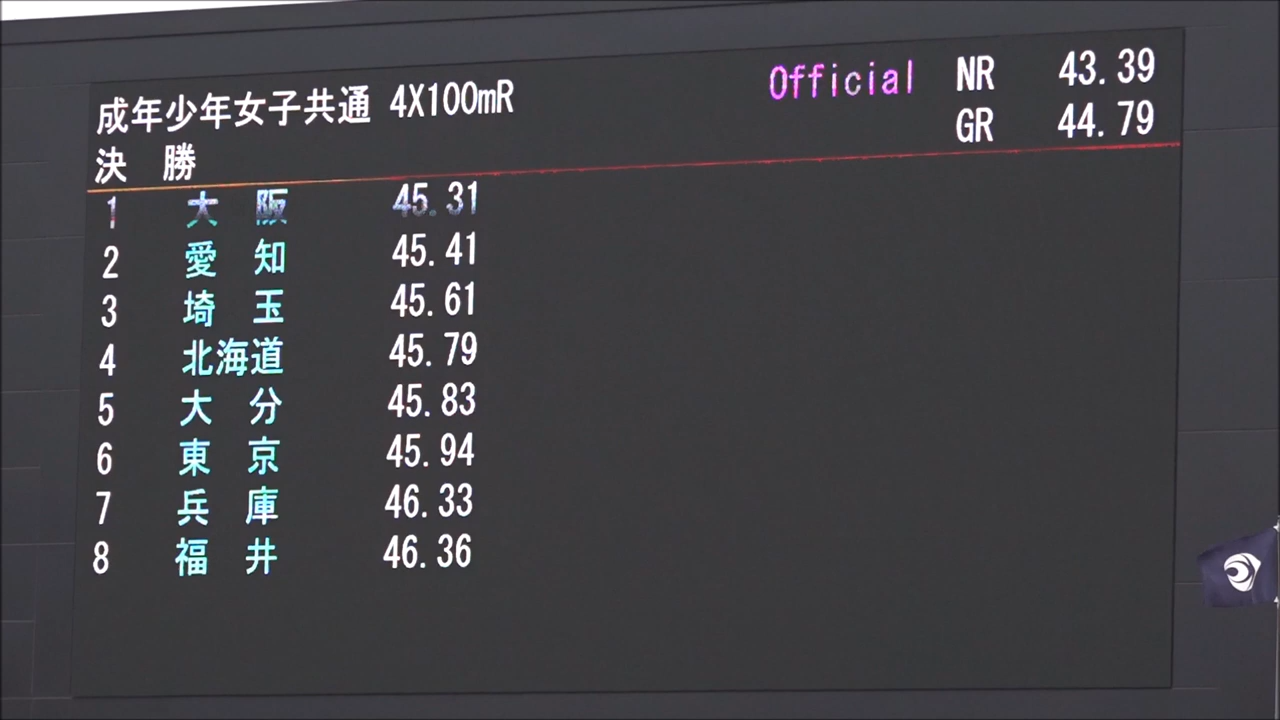 成年少年女子共通 4X100mR Official NR 43.39
決 勝 GR 44.79
1 大 阪 45.31
2 愛 知 45.41
3 埼 玉 45.61
4 北海道 45.79
5 大 分 45.83
6 東 京 45.94
7 兵 庫 46.33
8 福 井 46.36